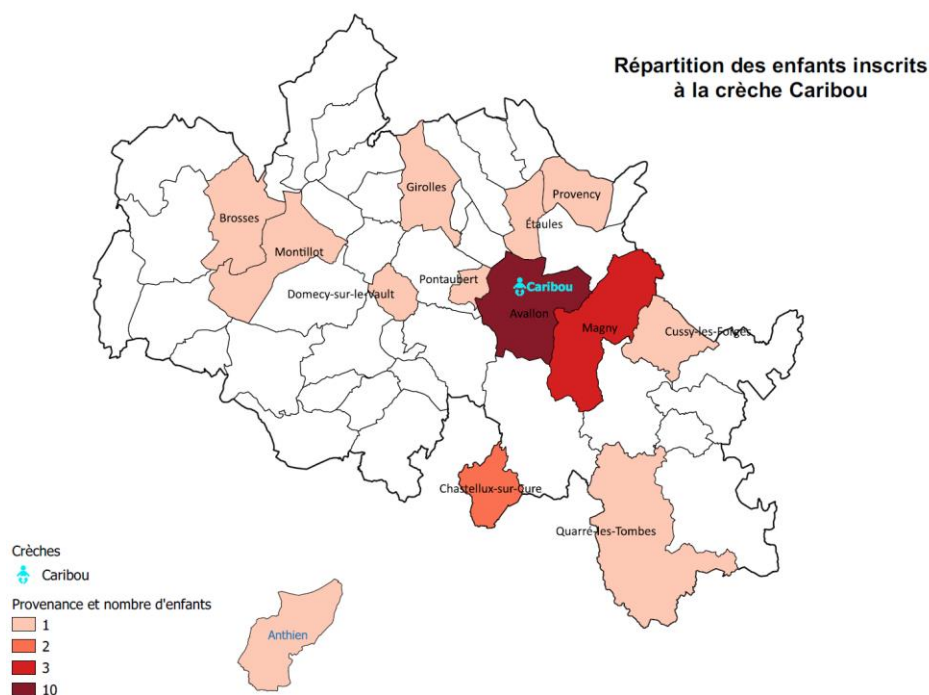 Répartition des enfants inscrits
à la crèche Caribou
Girolles
Provency
Brosses
Étaules
Montillot
Pontaubert
Domecy-sur-le-Vault
Caribou
Avallon
Magny
Cussy-les-Forges
Chastellux-sur-Cure
Quarré-les-Tombes
Crèches
Caribou
Provenance et nombre d'enfants
1
2
3
10
Anthien